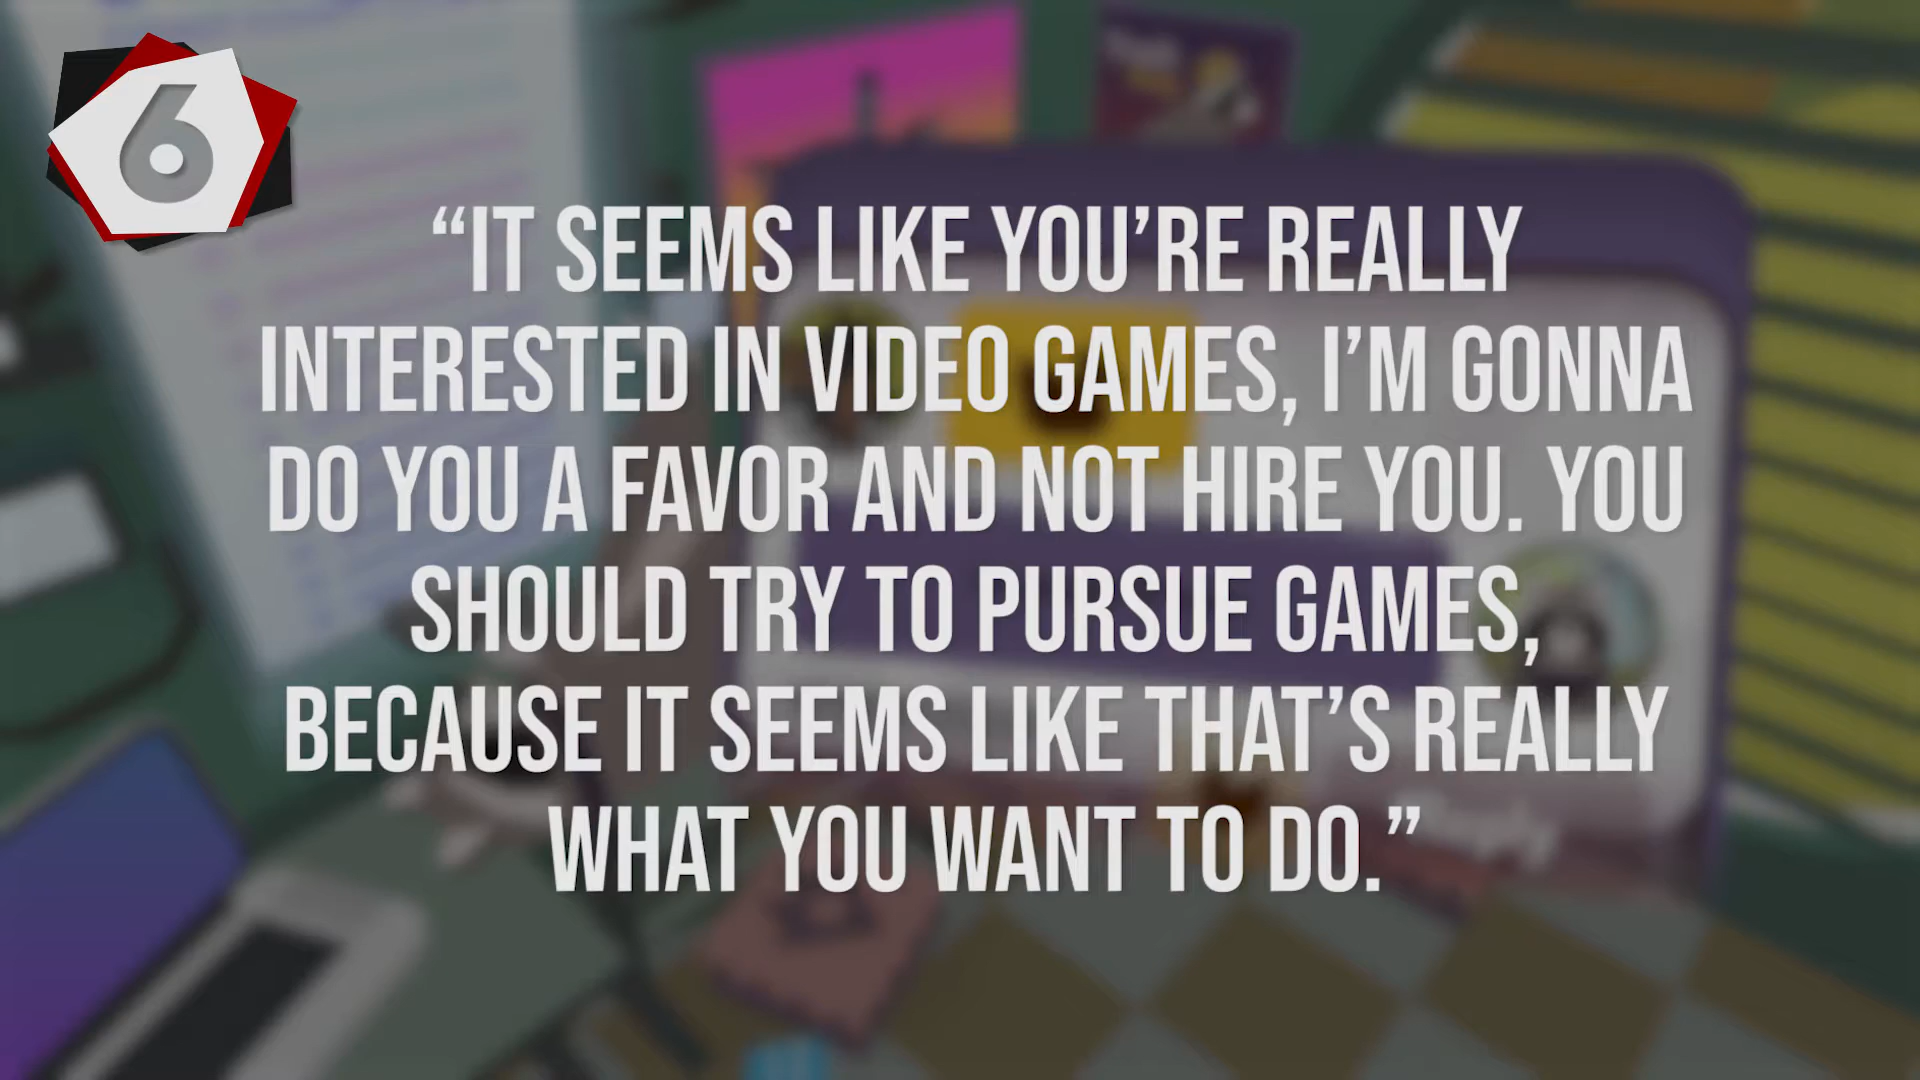 6
“IT SEEMS LIKE YOU’RE REALLY
INTERESTED IN VIDEO GAMES, I’M GONNA
DO YOU A FAVOR AND NOT HIRE YOU. YOU
SHOULD TRY TO PURSUE GAMES,
BECAUSE IT SEEMS LIKE THAT’S REALLY
WHAT YOU WANT TO DO.”